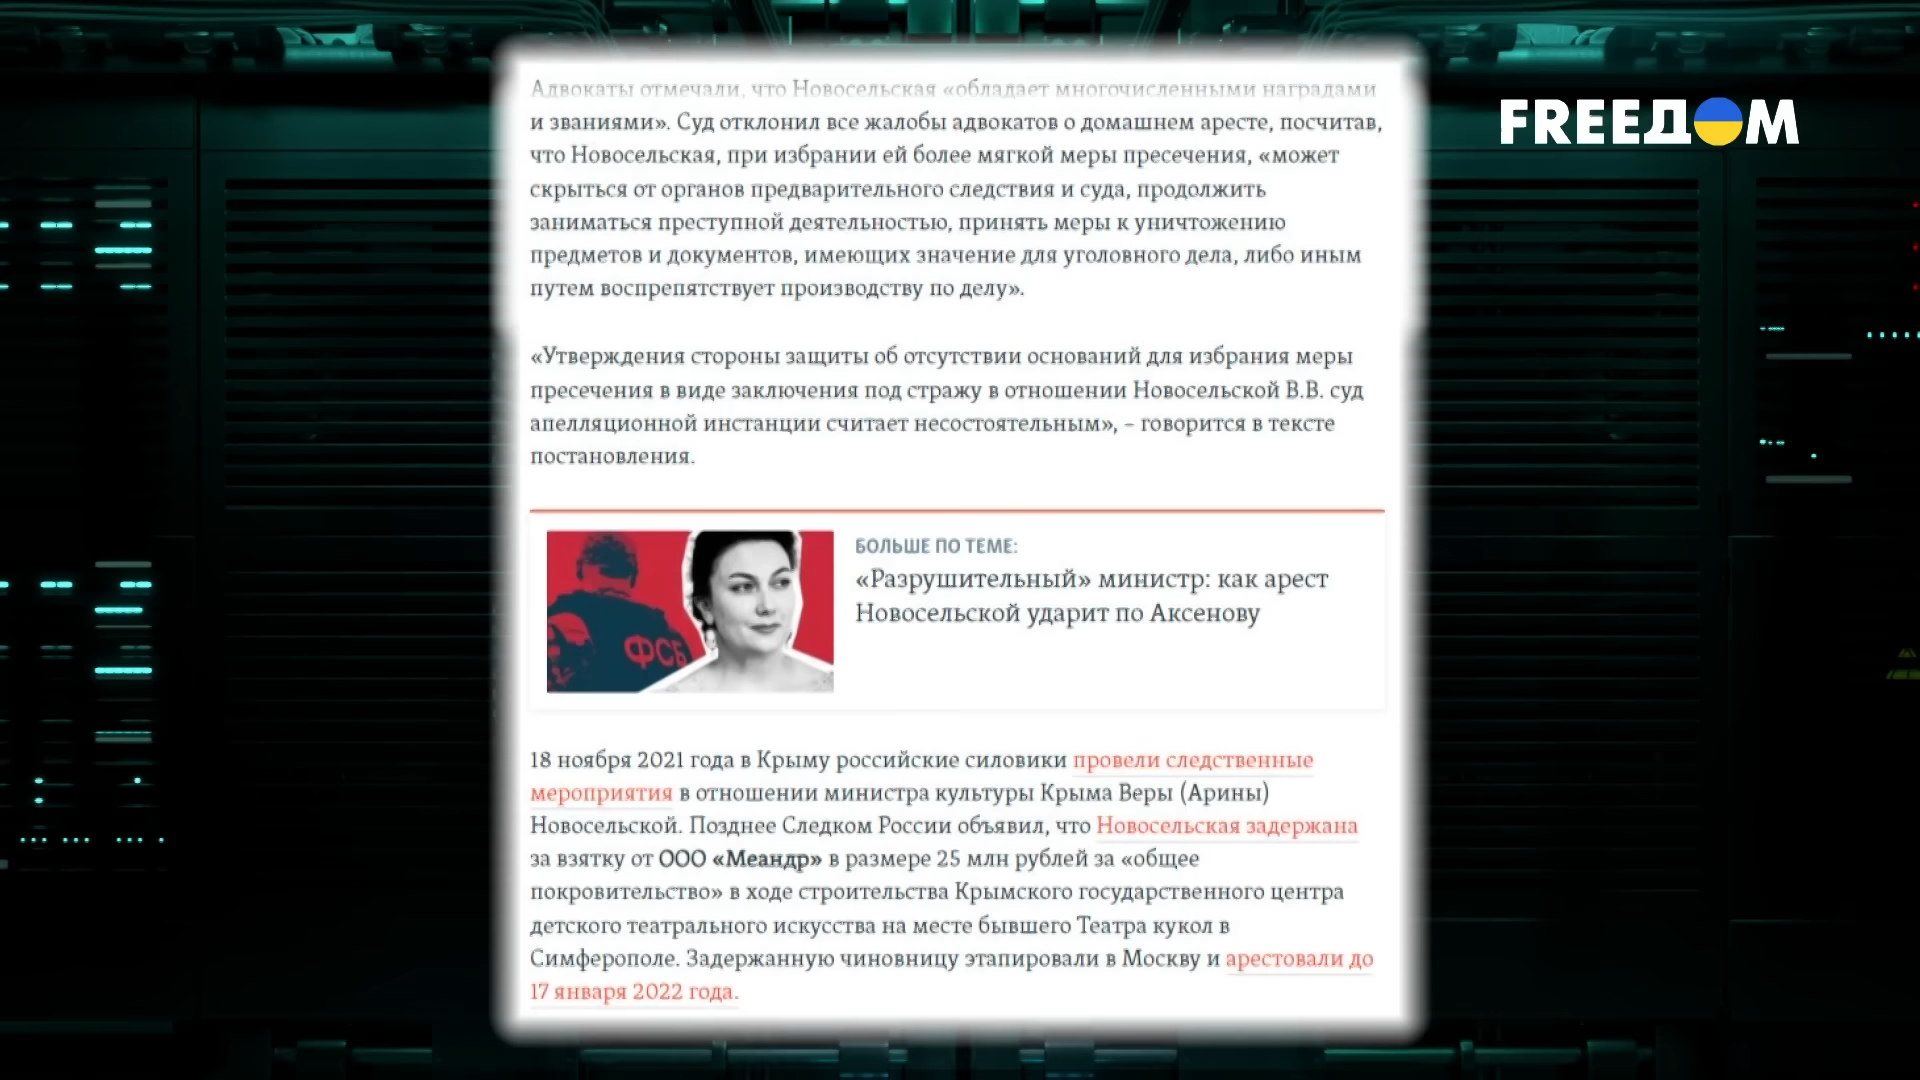 FREEДOM
Адвокаты отмечали, что Новосельская «обладает многочисленными наградами
и званиями». Суд отклонил все жалобы адвокатов о домашнем аресте, посчитав,
что Новосельская, при избрании ей более мягкой меры пресечения, «может
скрыться от органов предварительного следствия и суда, продолжить
заниматься преступной деятельностью, принять меры к уничтожению
предметов и документов, имеющих значение для уголовного дела, либо иным
путем воспрепятствует производству по делу».
«Утверждения стороны защиты об отсутствии оснований для избрания меры
пресечения в виде заключения под стражу в отношении Новосельской В.В. суд
апелляционной инстанции считает несостоятельным», – говорится в тексте
постановления.
ФСБ
БОЛЬШЕ ПО ТЕМЕ:
«Разрушительный» министр: как арест
Новосельской ударит по Аксенову
18 ноября 2021 года в Крыму российские силовики провели следственные
мероприятия в отношении министра культуры Крыма Веры (Арины)
Новосельской. Позднее Следком России объявил, что Новосельская задержана
за взятку от ООО «Меандр» в размере 25 млн рублей за «общее
покровительство» в ходе строительства Крымского государственного центра
детского театрального искусства на месте бывшего Театра кукол в
Симферополе. Задержанную чиновницу этапировали в Москву и арестовали до
17 января 2022 года.